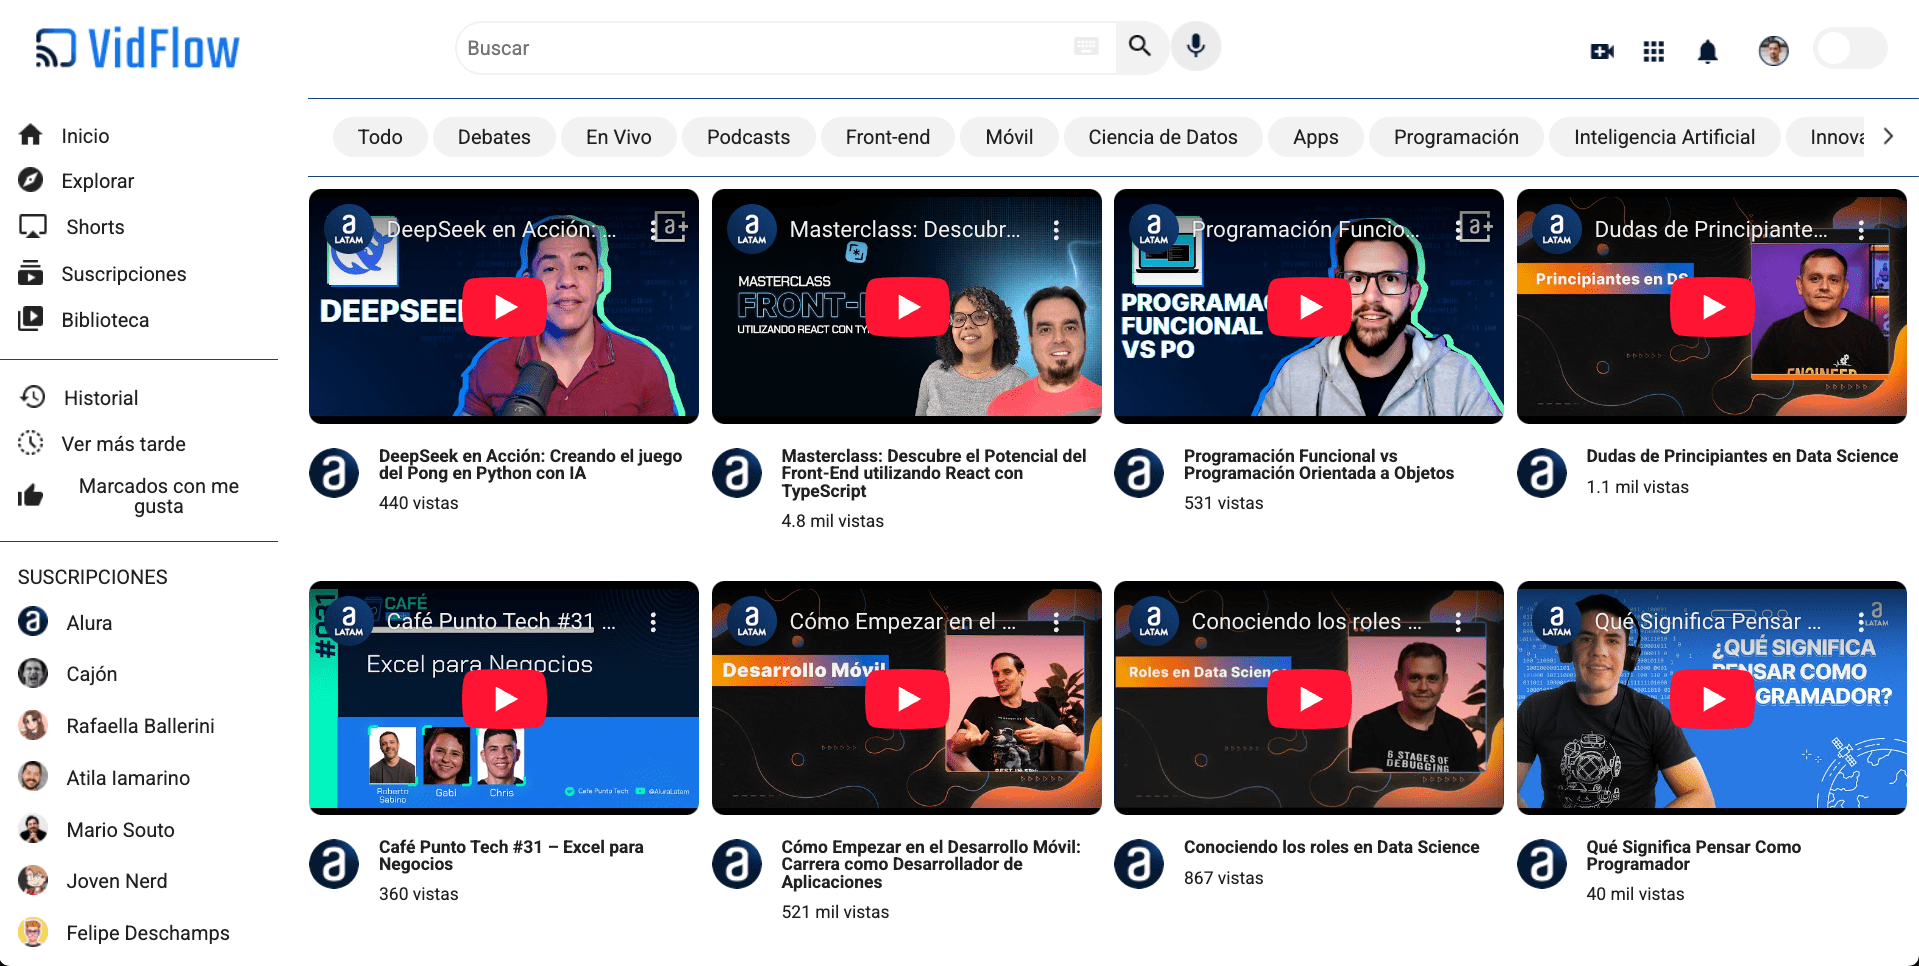 VidFlow
Buscar
Inicio
Explorar
Shorts
Suscripciones
Biblioteca
Historial
Ver más tarde
Marcados con me
gusta
SUSCRIPCIONES
Alura
Cajón
Rafaella Ballerini
Atila Iamarino
Mario Souto
Joven Nerd
Felipe Deschamps
Todo
Debates
En Vivo
Podcasts
Front-end
Móvil
Ciencia de Datos
Apps
Programación
Inteligencia Artificial
Innova
a LATAM
DeepSeek en Acción: ...
a+
DEEPSEE
DeepSeek en Acción: Creando el juego
del Pong en Python con IA
440 vistas
a LATAM
Masterclass: Descubr...
MASTERCLASS
FRONT-E
UTILIZANDO REACT CON TY
Masterclass: Descubre el Potencial del
Front-End utilizando React con
TypeScript
4.8 mil vistas
a LATAM
Programación Funcio...
a+
PROGRAMA
FUNCIONAL
VS PO
Programación Funcional vs
Programación Orientada a Objetos
531 vistas
a LATAM
Dudas de Principiante...
Principiantes en DS
ENGINEER
Dudas de Principiantes en Data Science
1.1 mil vistas
a LATAM
Café Punto Tech #31 ...
CAFÉ
#031
Excel para Negocios
Roberto
Sabino
Gabi
Chris
Café Punto Tech
@AluraLatam
Café Punto Tech #31 – Excel para
Negocios
360 vistas
a LATAM
Cómo Empezar en el ...
Desarrollo Móvil
Cómo Empezar en el Desarrollo Móvil:
Carrera como Desarrollador de
Aplicaciones
521 mil vistas
a LATAM
Conociendo los roles ...
Roles en Data Scienc
6 STAGES OF
DEBUGGING
Conociendo los roles en Data Science
867 vistas
a LATAM
Qué Significa Pensar ...
a LATAM
¿QUÉ SIGNIFICA
PENSAR COMO
OGRAMADOR?
Qué Significa Pensar Como
Programador
40 mil vistas